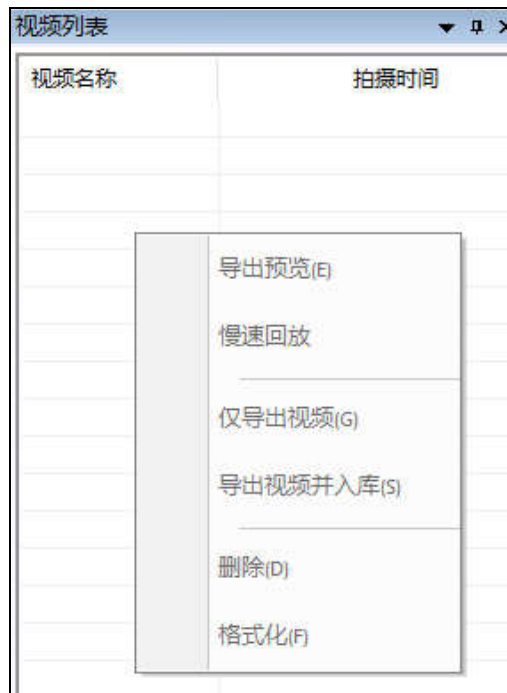 视频列表
视频名称 拍摄时间
导出预览(E)
慢速回放
仅导出视频(G)
导出视频并入库(S)
删除(D)
格式化(F)